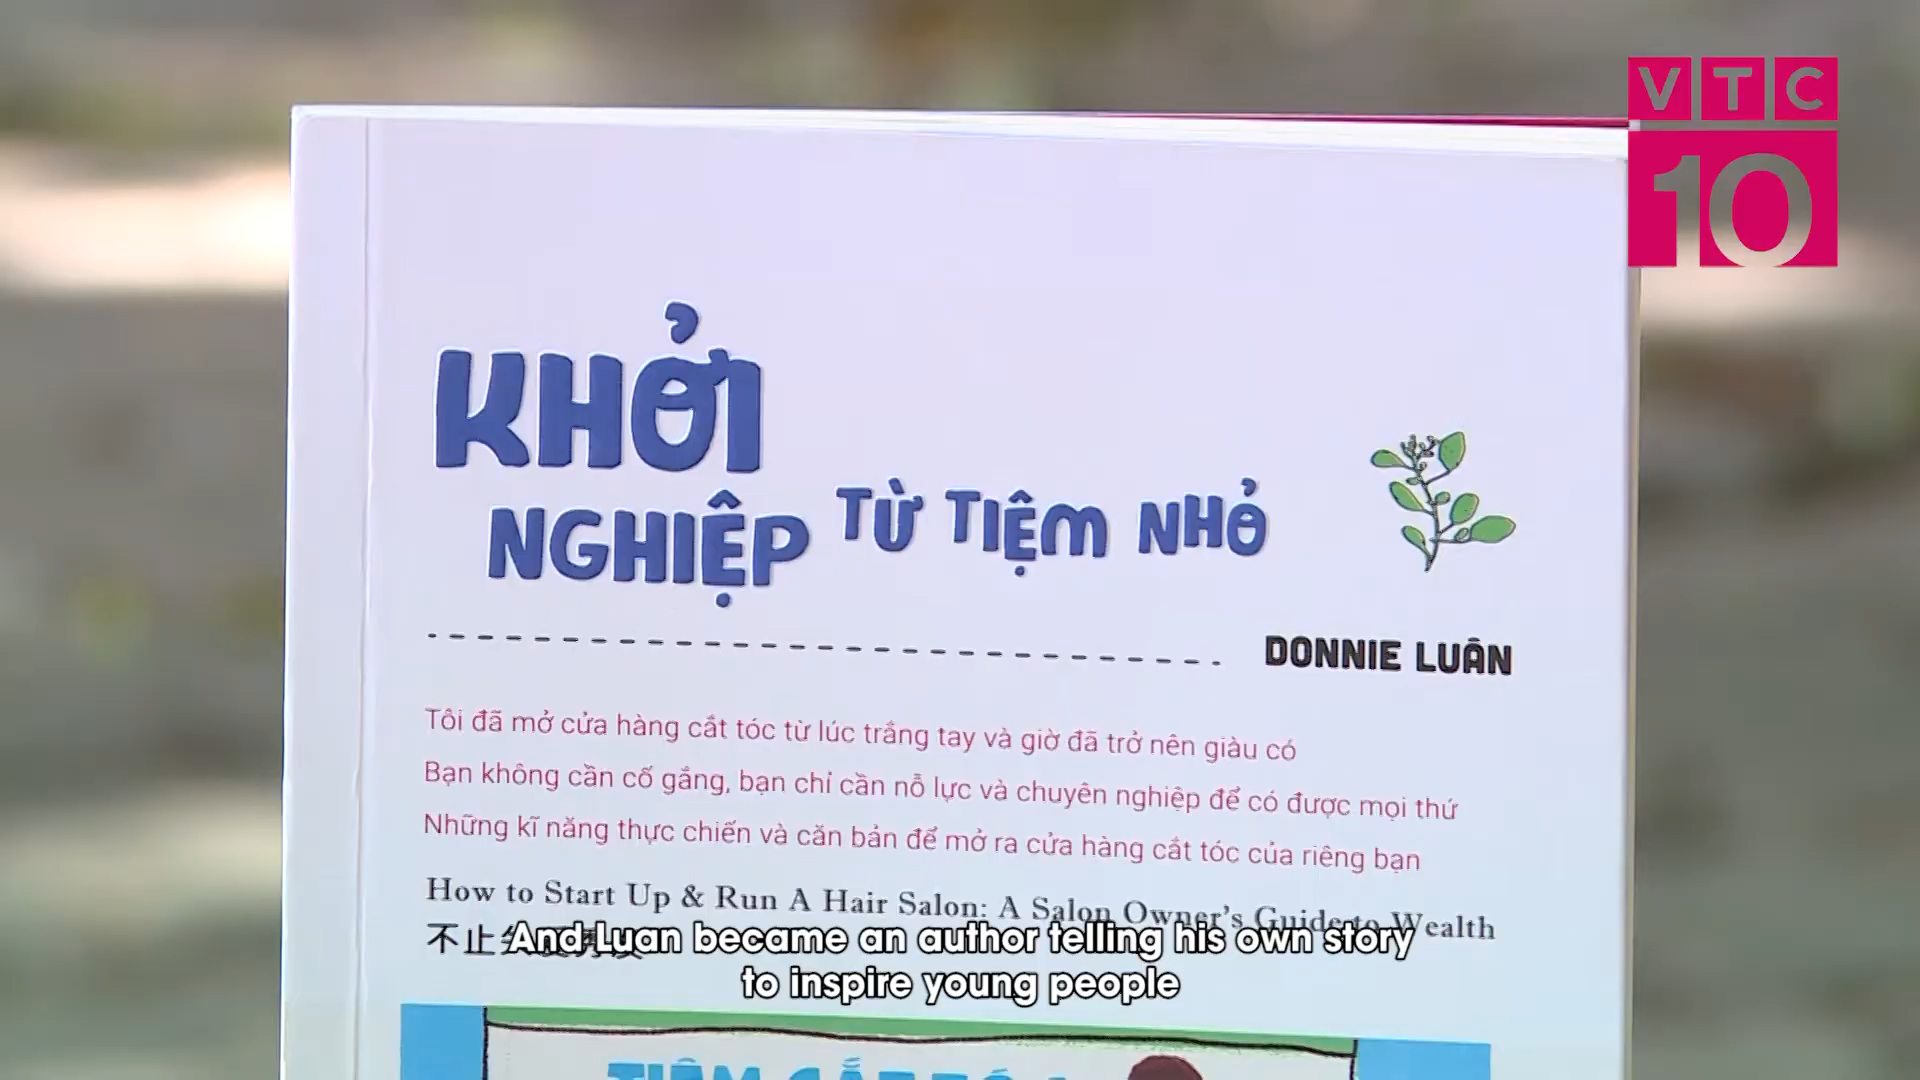 VTC
10
KHỞI
NGHIỆP TỪ TIỆM NHỎ
DONNIE LUÂN
Tôi đã mở cửa hàng cắt tóc từ lúc trắng tay và giờ đã trở nên giàu có
Bạn không cần cố gắng, bạn chỉ cần nỗ lực và chuyên nghiệp để có được mọi thứ
Những kĩ năng thực chiến và căn bản để mở ra cửa hàng cắt tóc của riêng bạn
How to Start Up & Run A Hair Salon: A Salon Owner's Guide to Wealth
不止
And Luan became an author telling his own story
to inspire young people